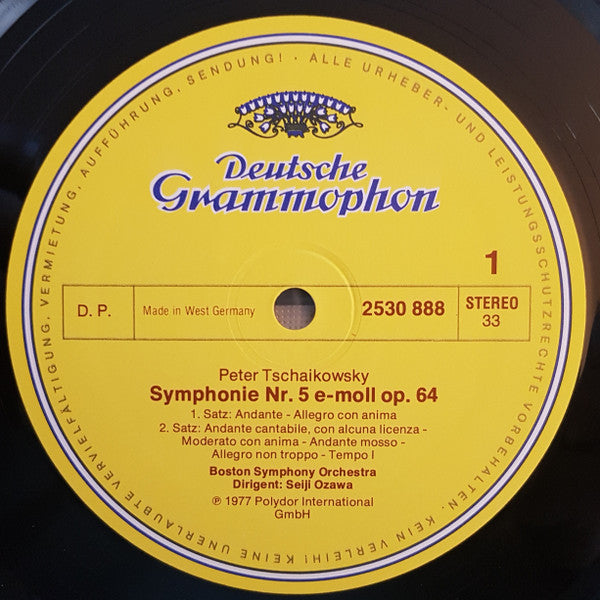 Deutsche
Grammophon
1
D. P.
Made in West Germany
2530 888
STEREO
33
Peter Tschaikowsky
Symphonie Nr. 5 e-moll op. 64
1. Satz: Andante - Allegro con anima
2. Satz: Andante cantabile, con alcuna licenza -
Moderato con anima - Andante mosso -
Allegro non troppo - Tempo I
Boston Symphony Orchestra
Dirigent: Seiji Ozawa
℗ 1977 Polydor International
GmbH
ALLE URHEBER- UND LEISTUNGSSCHUTZRECHTE VORBEHALTEN. KEIN VERLEIH! KEINE UNERLAUBTE VERVIELFÄLTIGUNG, VERMIETUNG, AUFFÜHRUNG, SENDUNG! ·